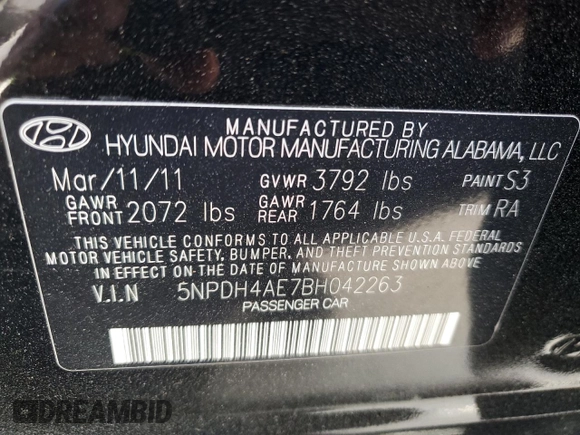 MANUFACTURED BY
HYUNDAI MOTOR MANUFACTURING ALABAMA, LLC
Mar/11/11 GVWR 3792 lbs PAINT S3
GAWR FRONT 2072 lbs GAWR REAR 1764 lbs TRIM RA
THIS VEHICLE CONFORMS TO ALL APPLICABLE U.S.A. FEDERAL
MOTOR VEHICLE SAFETY, BUMPER, AND THEFT PREVENTION STANDARDS
IN EFFECT ON THE DATE OF MANUFACTURE SHOWN ABOVE.
V.I.N 5NPDH4AE7BH042263
PASSENGER CAR
DREAMBID